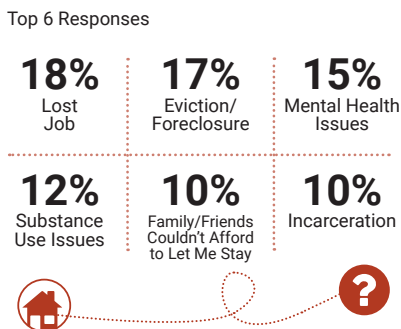 Top 6 Responses
18%
Lost
Job
17%
Eviction/
Foreclosure
15%
Mental Health
Issues
12%
Substance
Use Issues
10%
Family/Friends
Couldn't Afford
to Let Me Stay
10%
Incarceration
?